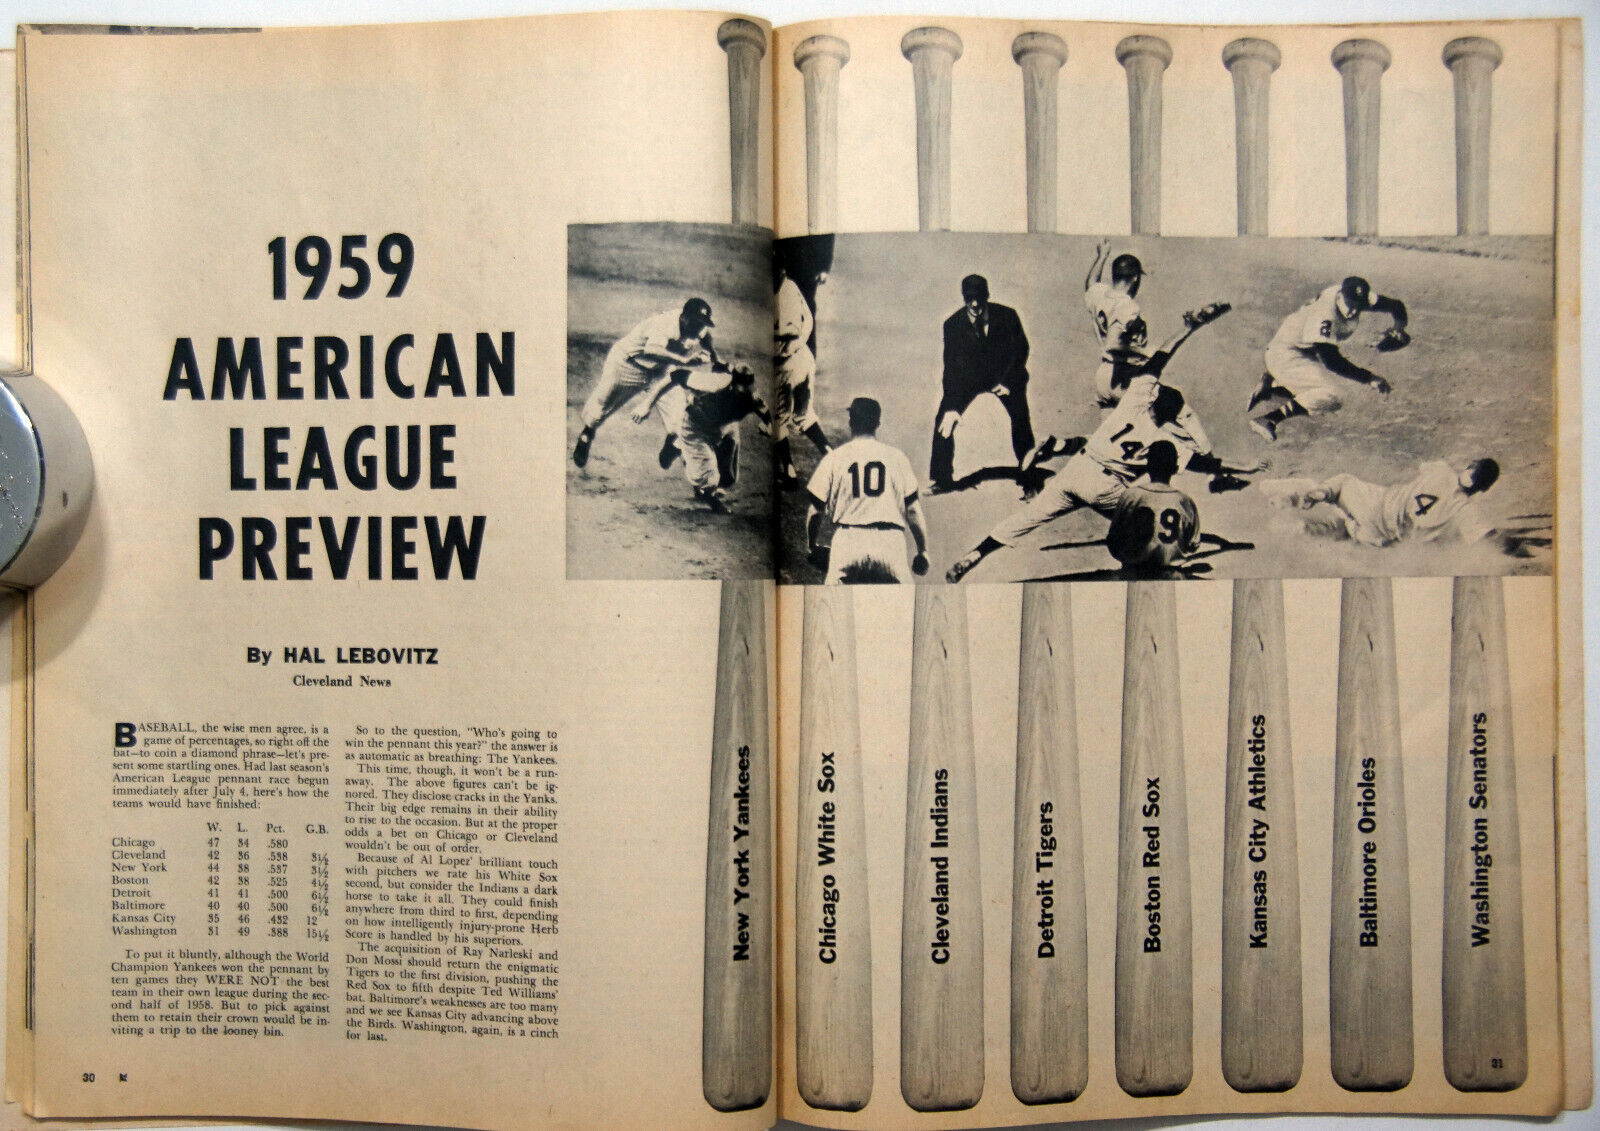 1959
AMERICAN
LEAGUE
PREVIEW
By HAL LEBOVITZ
Cleveland News
BASEBALL, the wise men agree, is a
game of percentages, so right off the
bat—to coin a diamond phrase—let's pre-
sent some startling ones. Had last season's
American League pennant race begun
immediately after July 4, here's how the
teams would have finished:
W. L. Pct. G.B.
Chicago 47 34 .580
Cleveland 42 36 .538 3½
New York 44 38 .537 3½
Boston 42 38 .525 4½
Detroit 41 41 .500 6½
Baltimore 40 40 .500 6½
Kansas City 35 46 .432 12
Washington 31 49 .388 15½
To put it bluntly, although the World
Champion Yankees won the pennant by
ten games they WERE NOT the best
team in their own league during the sec-
ond half of 1958. But to pick against
them to retain their crown would be in-
viting a trip to the looney bin.
So to the question, "Who's going to
win the pennant this year?" the answer is
as automatic as breathing: The Yankees.
This time, though, it won't be a run-
away. The above figures can't be ig-
nored. They disclose cracks in the Yanks.
Their big edge remains in their ability
to rise to the occasion. But at the proper
odds a bet on Chicago or Cleveland
wouldn't be out of order.
Because of Al Lopez' brilliant touch
with pitchers we rate his White Sox
second, but consider the Indians a dark
horse to take it all. They could finish
anywhere from third to first, depending
on how intelligently injury-prone Herb
Score is handled by his superiors.
The acquisition of Ray Narleski and
Don Mossi should return the enigmatic
Tigers to the first division, pushing the
Red Sox to fifth despite Ted Williams'
bat. Baltimore's weaknesses are too many
and we see Kansas City advancing above
the Birds. Washington, again, is a cinch
for last.
30
10
14
9
4
New York Yankees
Chicago White Sox
Cleveland Indians
Detroit Tigers
Boston Red Sox
Kansas City Athletics
Baltimore Orioles
Washington Senators
31